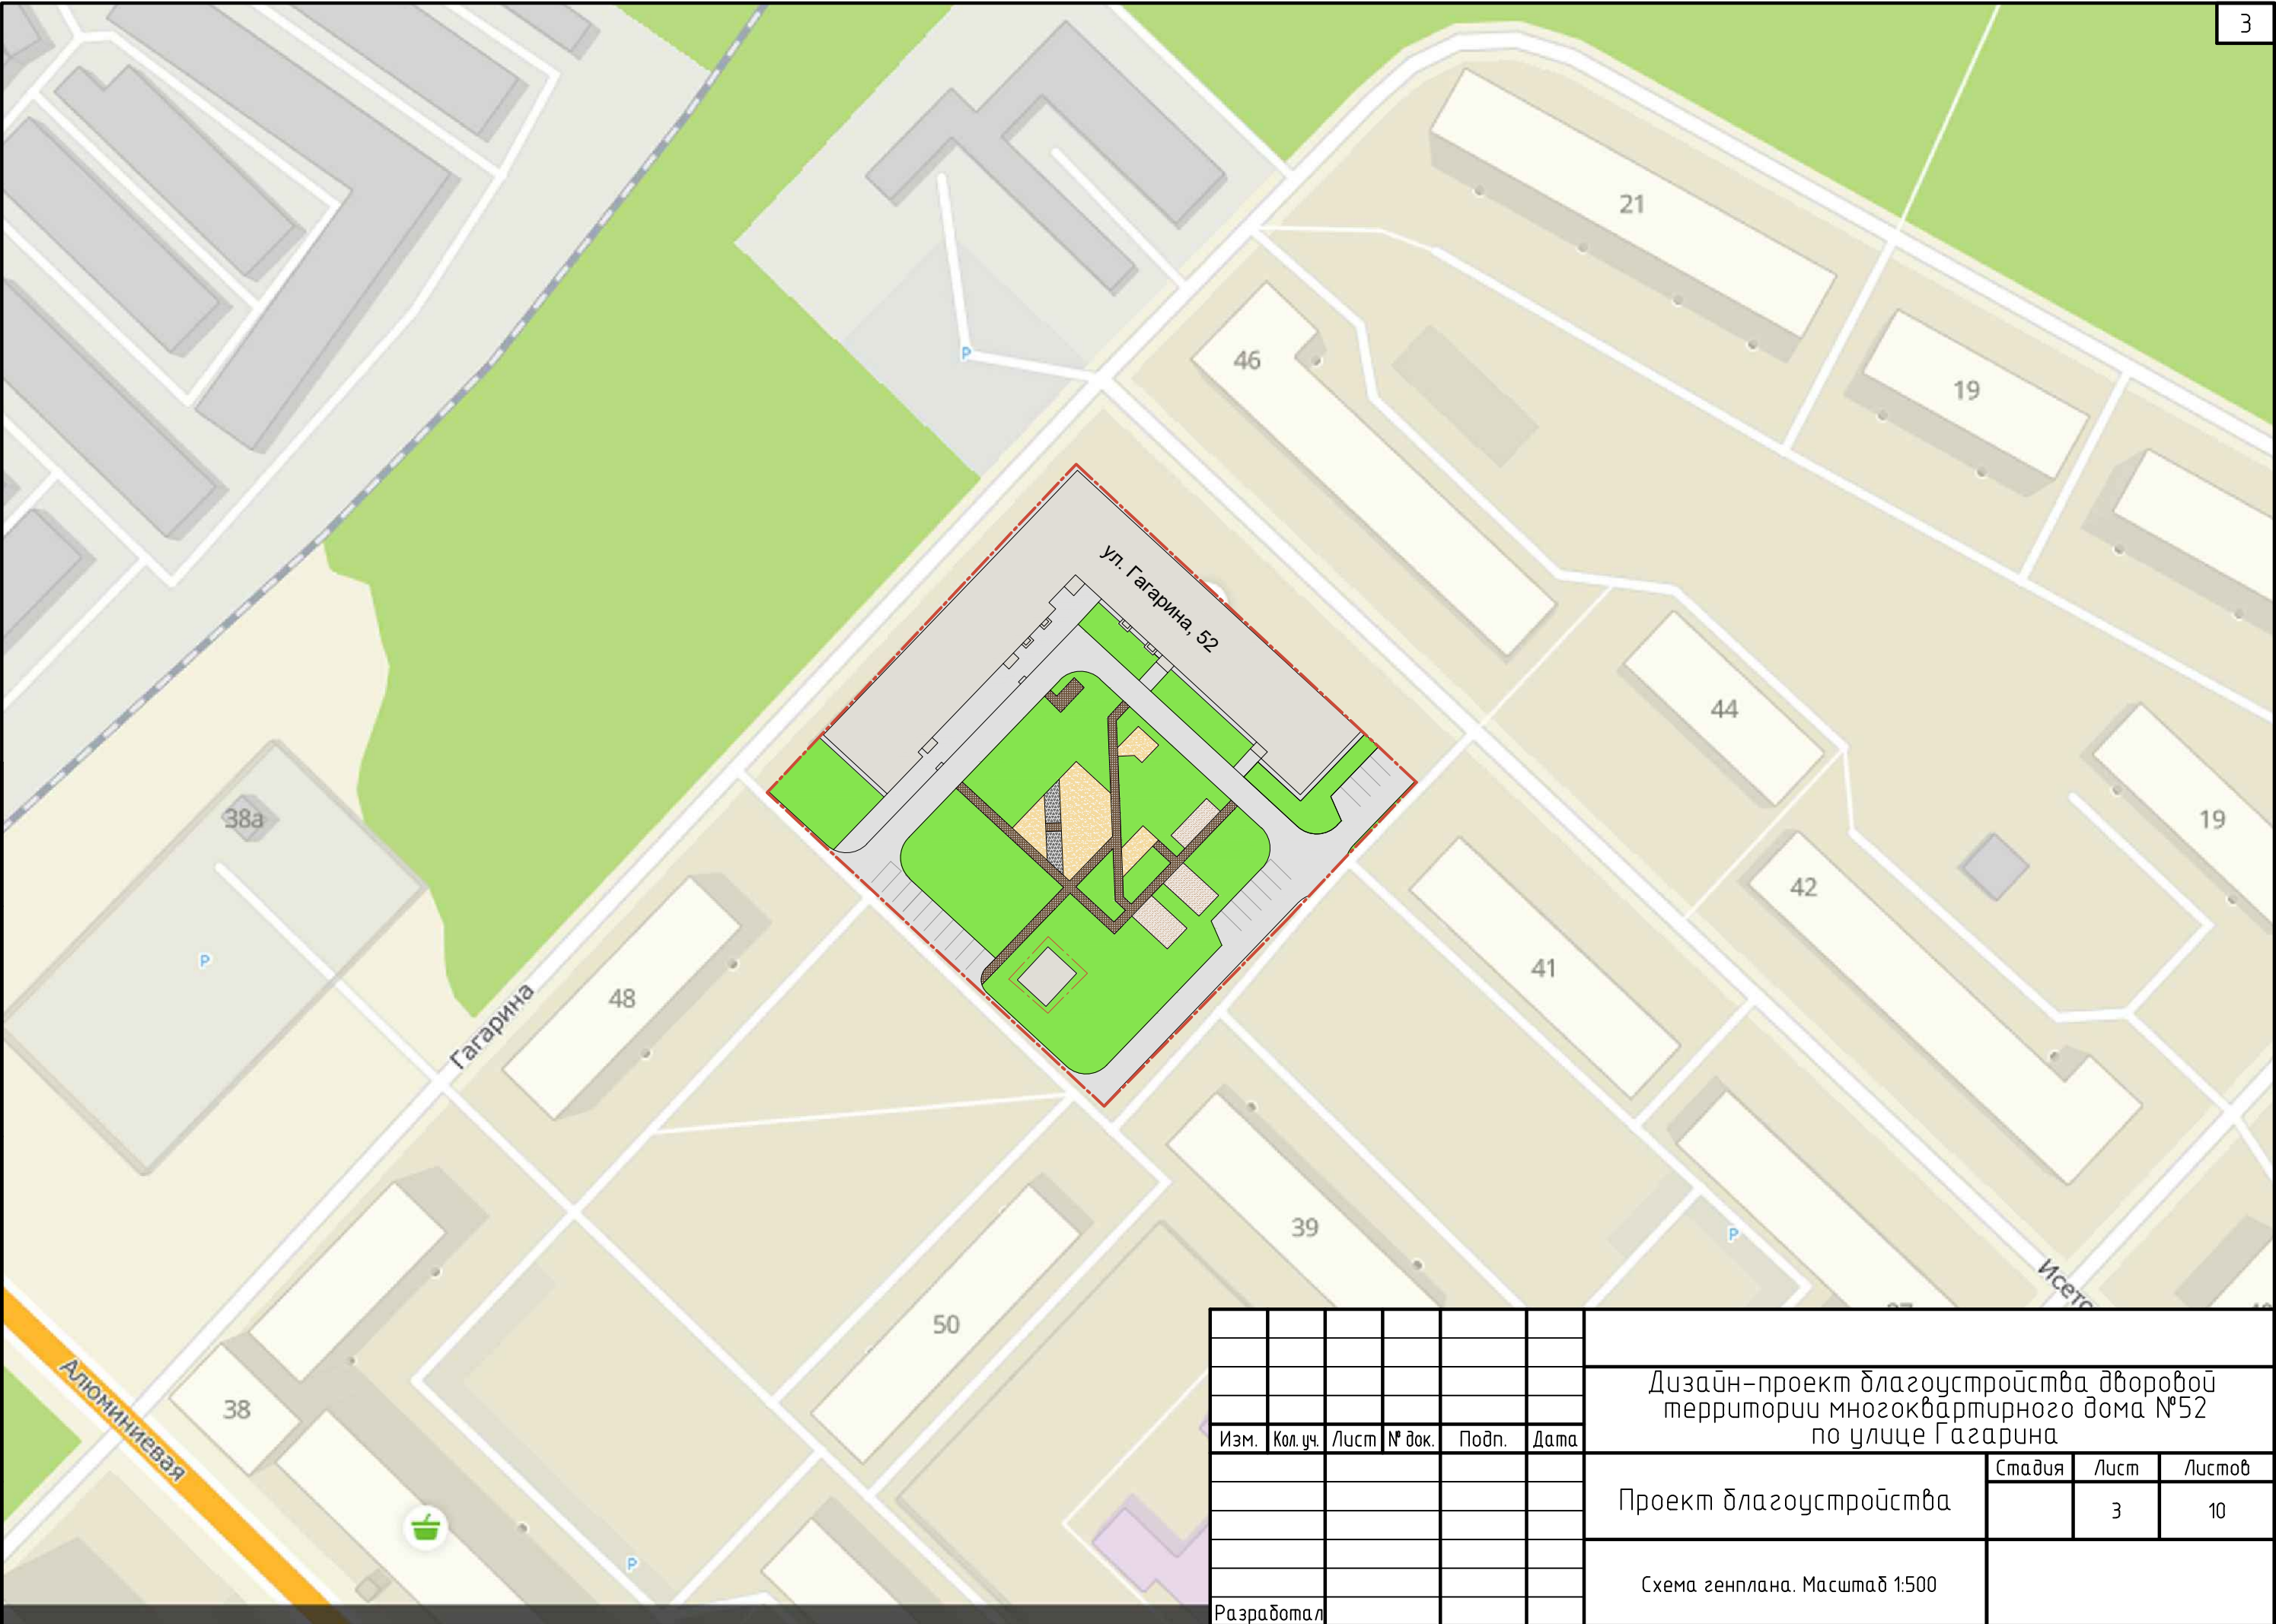 3
21
46
19
ул. Гагарина, 52
P
44
19
38а
42
P
41
48
Гагарина
39
P
50
38
Алюминиевая
P
Дизайн-проект благоустройства дворовой
территории многоквартирного дома №52
по улице Гагарина
Изм. Кол. уч. Лист № док. Подп. Дата
Проект благоустройства
Стадия Лист Листов
3 10
Схема генплана. Масштаб 1:500
Разработал